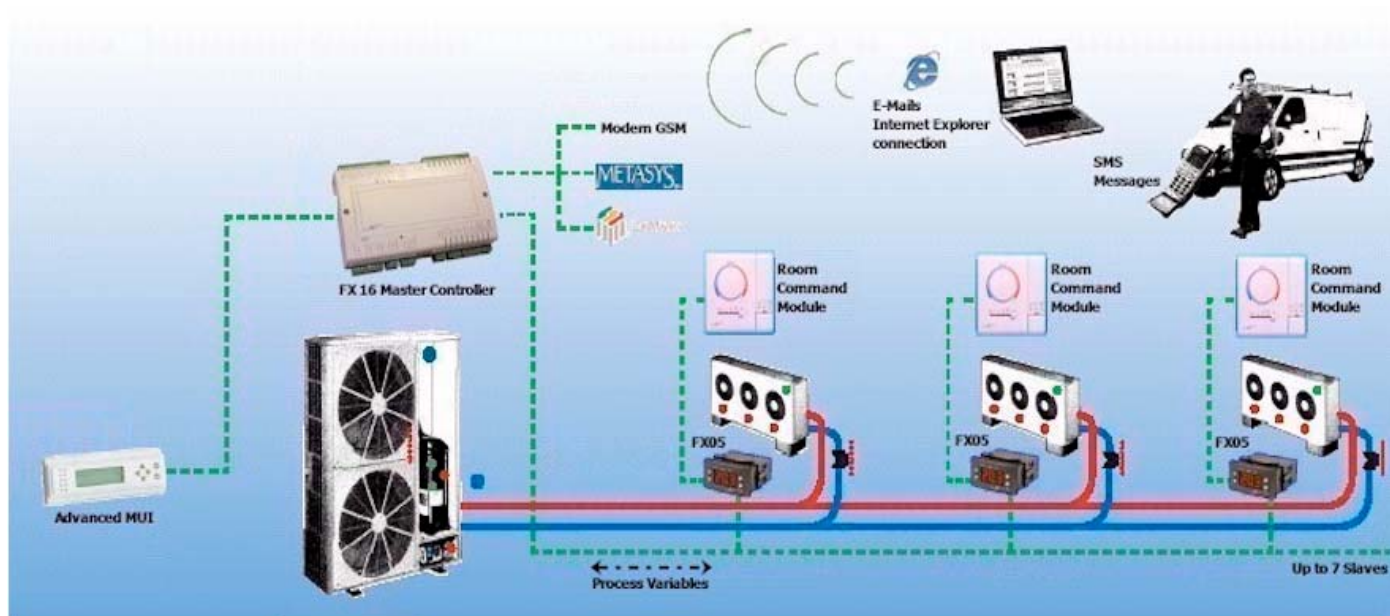 Modem GSM
METASYS
E-Mails
Internet Explorer
connection
SMS
Messages
FX 16 Master Controller
Room
Command
Module
Room
Command
Module
Room
Command
Module
FX05
FX05
FX05
Advanced MUI
Process Variables
Up to 7 Slaves